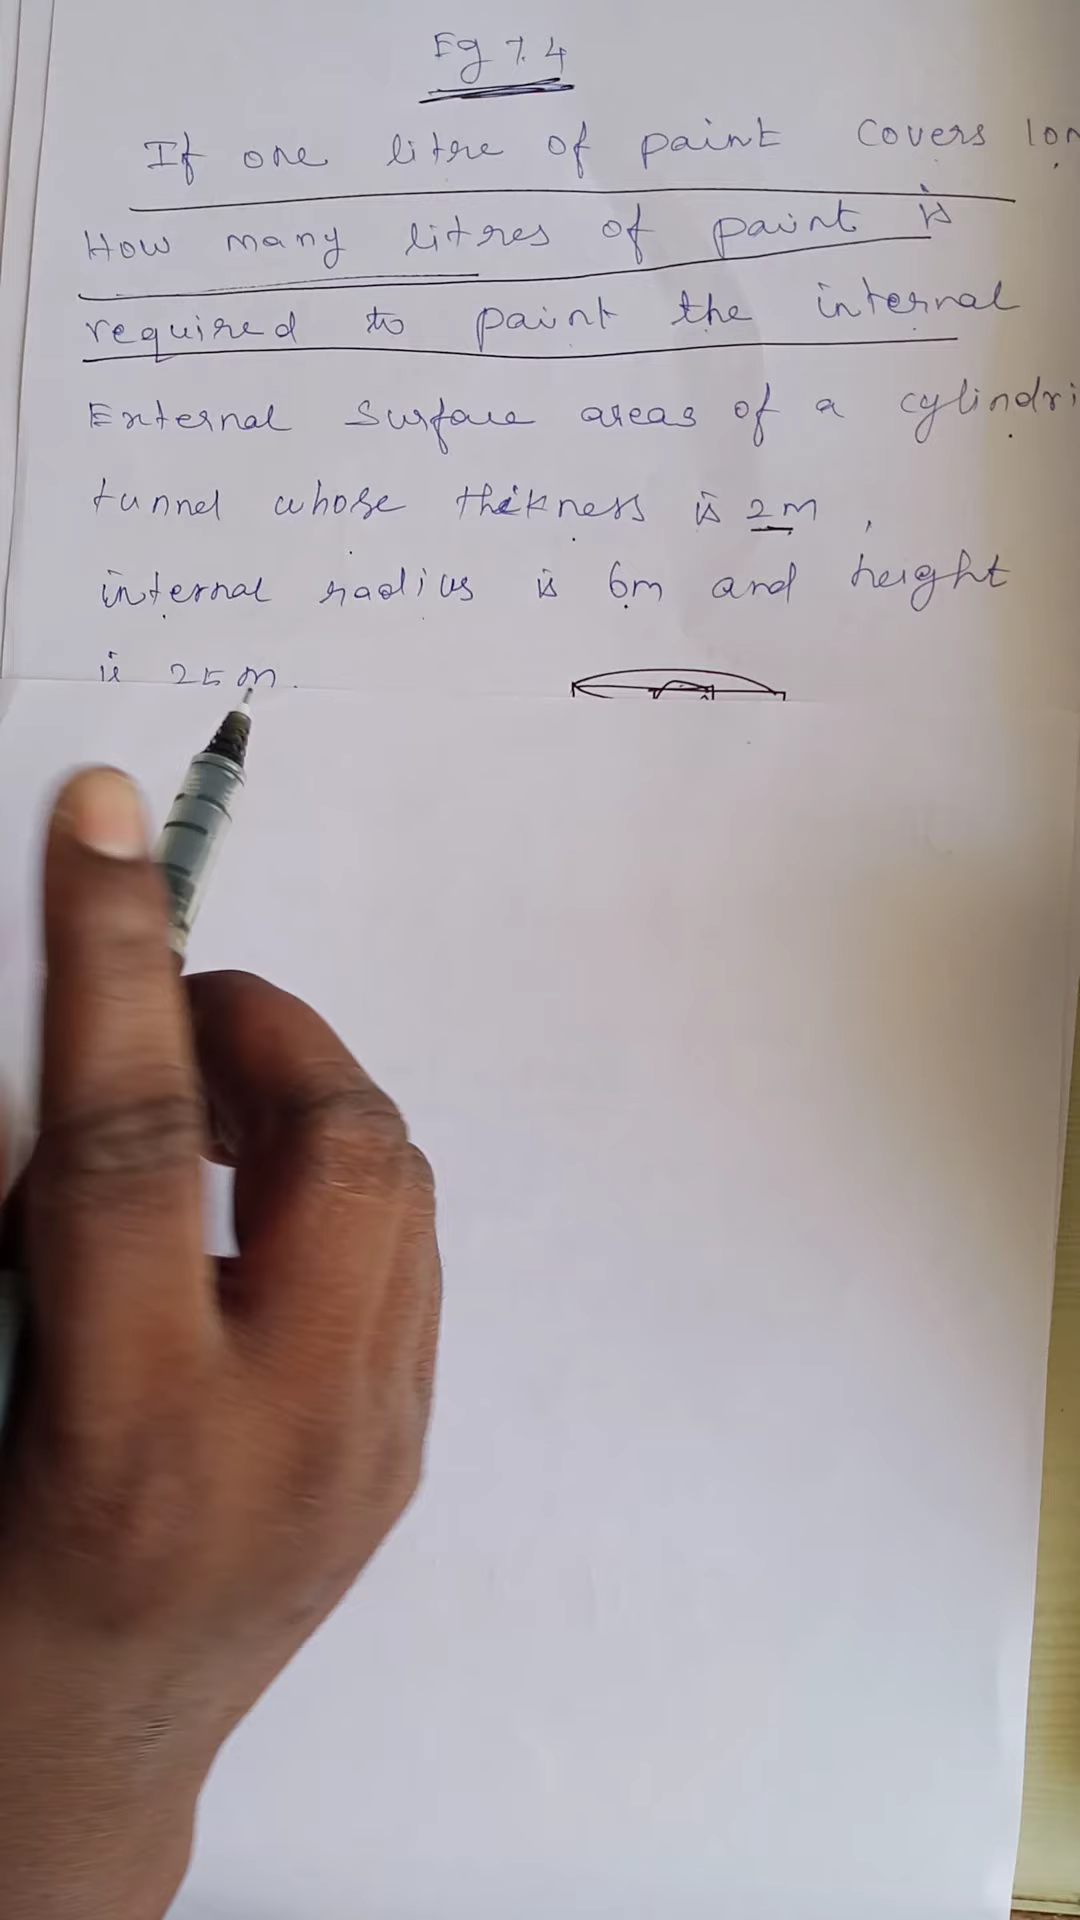 Eg 7.4
If one litre of paint covers 10m
How many litres of paint is
required to paint the internal
External surface areas of a cylindri
tunnel whose thikness is 2m,
internal radius is 6m and height
is 25m.